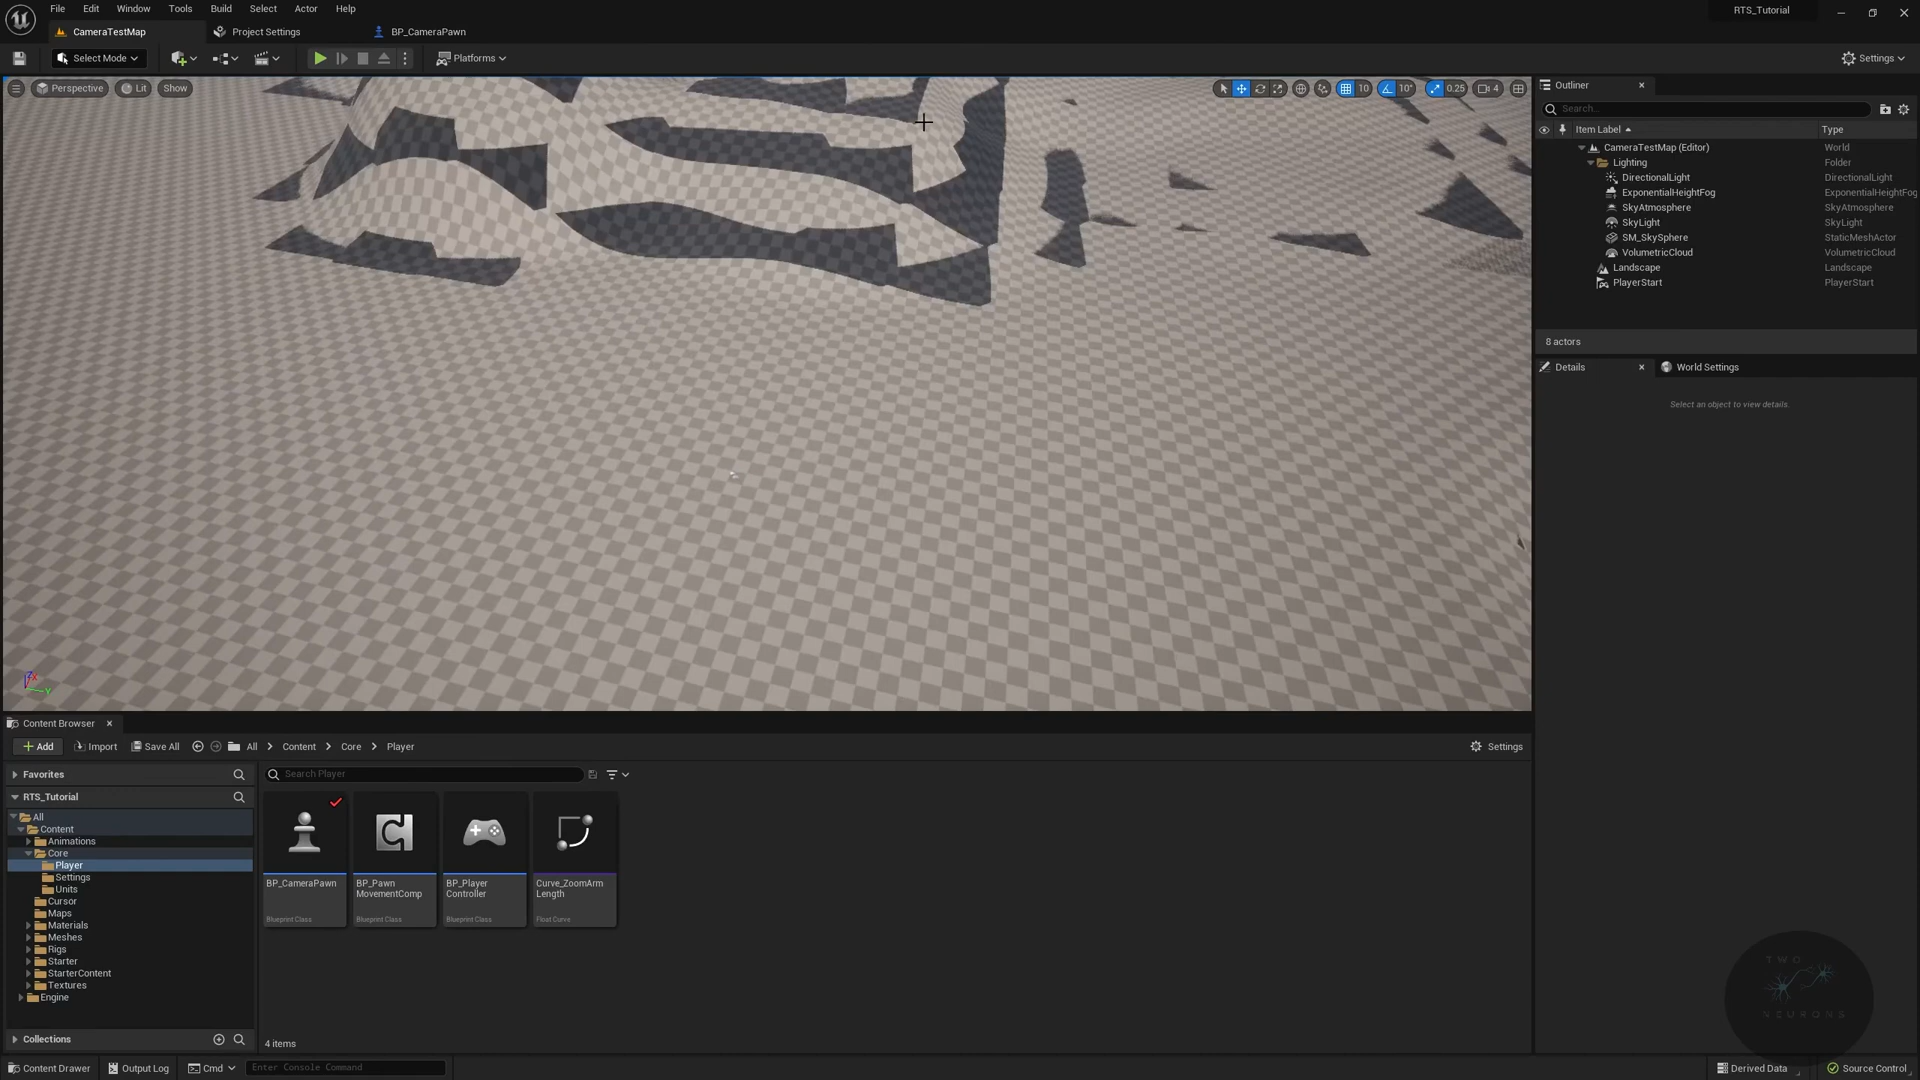 File Edit Window Tools Build Select Actor Help
RTS_Tutorial
CameraTestMap
Project Settings
BP_CameraPawn
Select Mode
Platforms
Settings
Perspective
Lit
Show
10
10°
0.25
4
Outliner
Search...
Item Label
Type
CameraTestMap (Editor) World
Lighting Folder
DirectionalLight DirectionalLight
ExponentialHeightFog ExponentialHeightFog
SkyAtmosphere SkyAtmosphere
SkyLight SkyLight
SM_SkySphere StaticMeshActor
VolumetricCloud VolumetricCloud
Landscape Landscape
PlayerStart PlayerStart
8 actors
Details
World Settings
Select an object to view details.
Content Browser
Add
Import
Save All
All
Content
Core
Player
Settings
Favorites
Search Player
RTS_Tutorial
All
Content
Animations
Core
Player
Settings
Units
Cursor
Maps
Materials
Meshes
Rigs
Starter
StarterContent
Textures
Engine
Collections
BP_CameraPawn
Blueprint Class
BP_Pawn
MovementComp
Blueprint Class
BP_Player
Controller
Blueprint Class
Curve_ZoomArm
Length
Float Curve
4 items
TWO
NEURONS
Content Drawer
Output Log
Cmd
Enter Console Command
Derived Data
Source Control